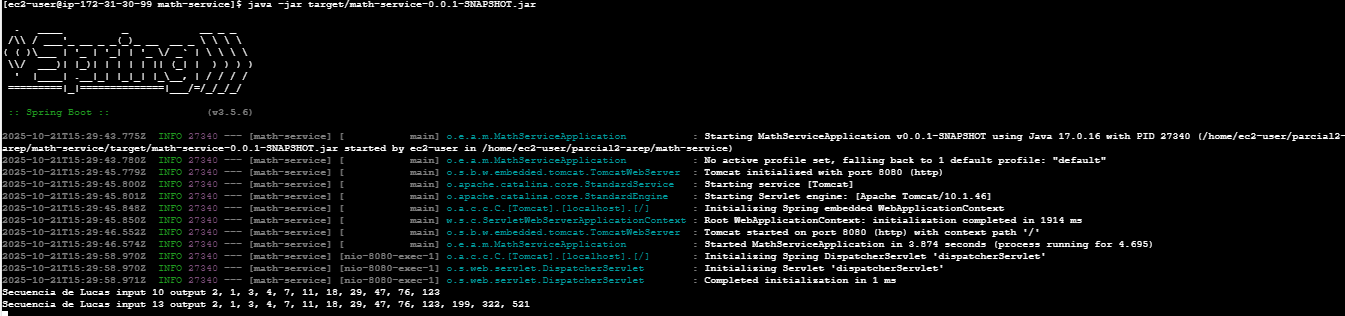 [ec2-user@ip-172-31-30-99 math-service]$ java -jar target/math-service-0.0.1-SNAPSHOT.jar
Spring
:: Spring Boot ::                (v3.5.6)
2025-10-21T15:29:43.775Z  INFO 27340 --- [math-service] [           main] o.e.a.m.MathServiceApplication           : Starting MathServiceApplication v0.0.1-SNAPSHOT using Java 17.0.16 with PID 27340 (/home/ec2-user/parcial2-
arep/math-service/target/math-service-0.0.1-SNAPSHOT.jar started by ec2-user in /home/ec2-user/parcial2-arep/math-service)
2025-10-21T15:29:43.780Z  INFO 27340 --- [math-service] [           main] o.e.a.m.MathServiceApplication           : No active profile set, falling back to 1 default profile: "default"
2025-10-21T15:29:45.779Z  INFO 27340 --- [math-service] [           main] o.s.b.w.embedded.tomcat.TomcatWebServer  : Tomcat initialized with port 8080 (http)
2025-10-21T15:29:45.800Z  INFO 27340 --- [math-service] [           main] o.apache.catalina.core.StandardService   : Starting service [Tomcat]
2025-10-21T15:29:45.801Z  INFO 27340 --- [math-service] [           main] o.apache.catalina.core.StandardEngine    : Starting Servlet engine: [Apache Tomcat/10.1.46]
2025-10-21T15:29:45.848Z  INFO 27340 --- [math-service] [           main] o.a.c.c.C.[Tomcat].[localhost].[/]       : Initializing Spring embedded WebApplicationContext
2025-10-21T15:29:45.850Z  INFO 27340 --- [math-service] [           main] w.s.c.ServletWebServerApplicationContext : Root WebApplicationContext: initialization completed in 1914 ms
2025-10-21T15:29:46.552Z  INFO 27340 --- [math-service] [           main] o.s.b.w.embedded.tomcat.TomcatWebServer  : Tomcat started on port 8080 (http) with context path '/'
2025-10-21T15:29:46.574Z  INFO 27340 --- [math-service] [           main] o.e.a.m.MathServiceApplication           : Started MathServiceApplication in 3.874 seconds (process running for 4.695)
2025-10-21T15:29:58.970Z  INFO 27340 --- [math-service] [nio-8080-exec-1] o.a.c.c.C.[Tomcat].[localhost].[/]       : Initializing Spring DispatcherServlet 'dispatcherServlet'
2025-10-21T15:29:58.970Z  INFO 27340 --- [math-service] [nio-8080-exec-1] o.s.web.servlet.DispatcherServlet        : Initializing Servlet 'dispatcherServlet'
2025-10-21T15:29:58.971Z  INFO 27340 --- [math-service] [nio-8080-exec-1] o.s.web.servlet.DispatcherServlet        : Completed initialization in 1 ms
Secuencia de Lucas input 10 output 2, 1, 3, 4, 7, 11, 18, 29, 47, 76, 123
Secuencia de Lucas input 13 output 2, 1, 3, 4, 7, 11, 18, 29, 47, 76, 123, 199, 322, 521